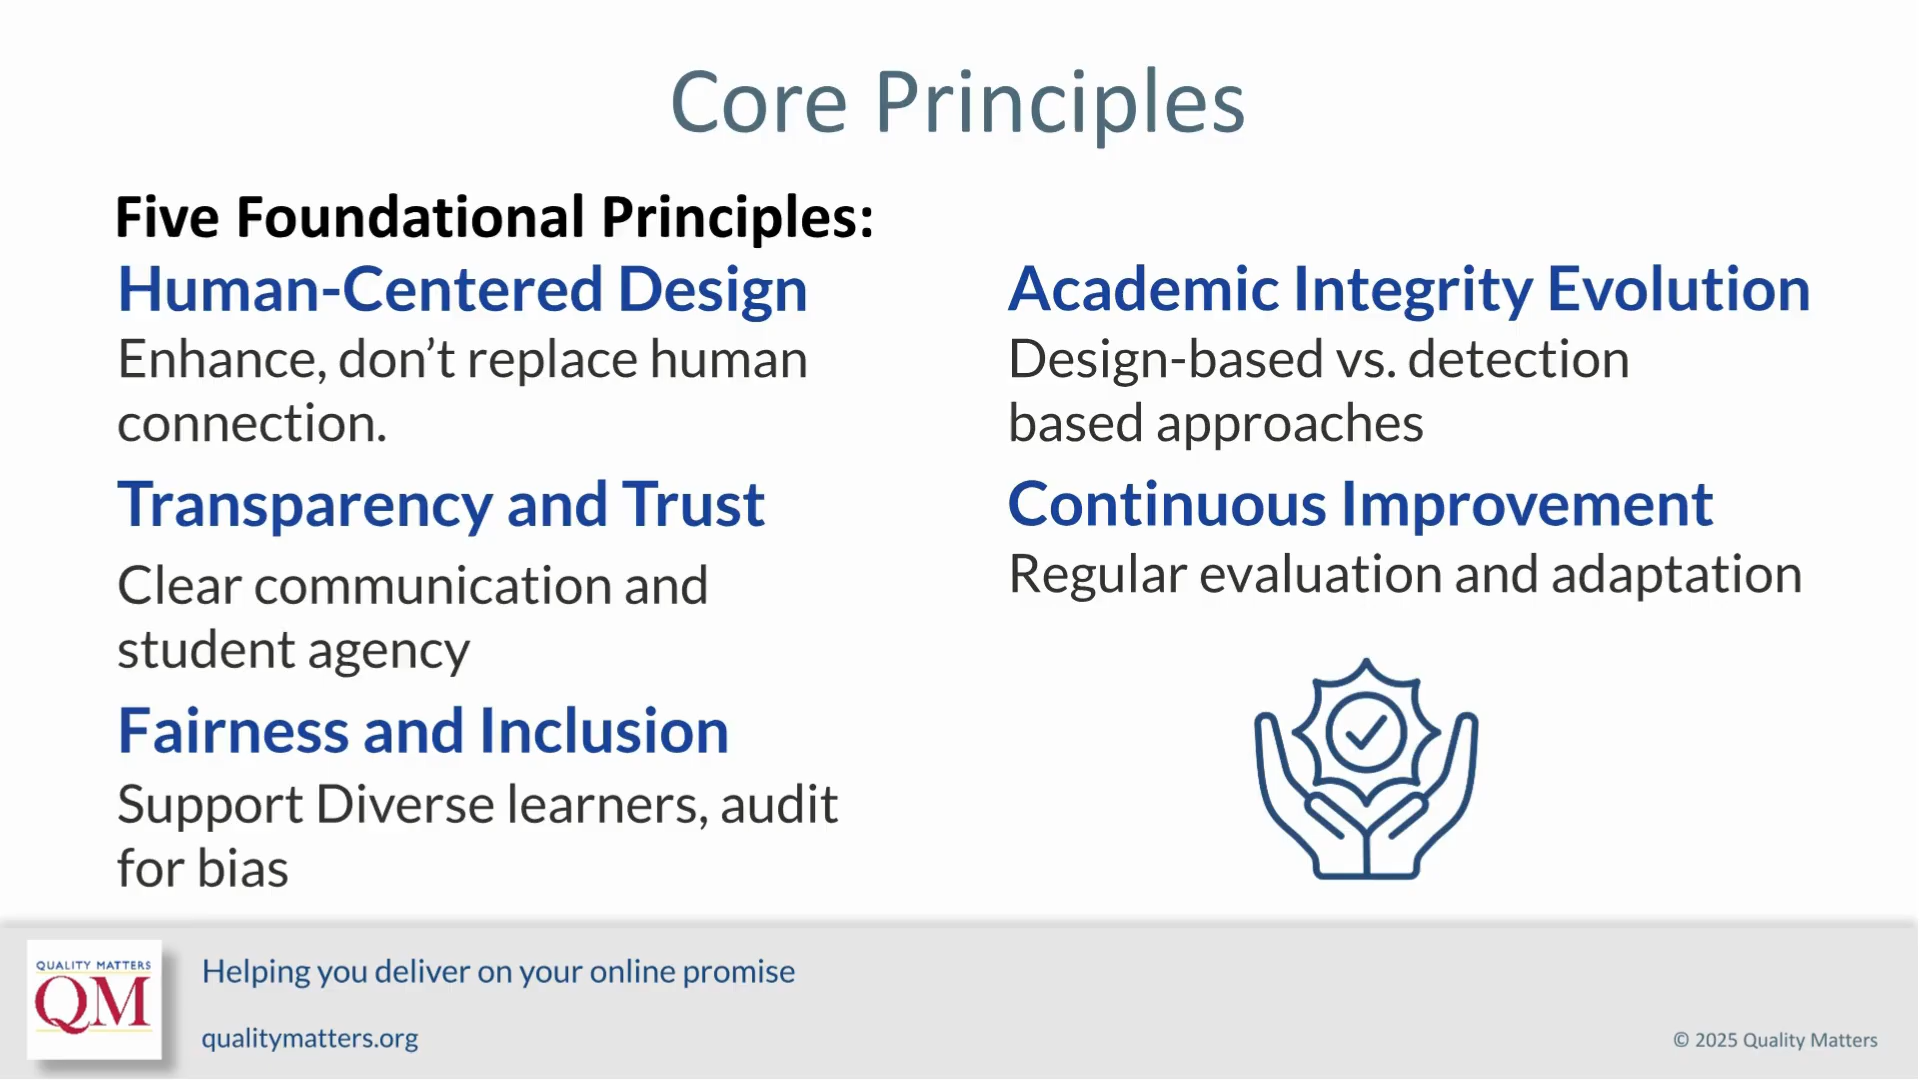 Core Principles
Five Foundational Principles:
Human-Centered Design
Enhance, don’t replace human
connection.
Transparency and Trust
Clear communication and
student agency
Fairness and Inclusion
Support Diverse learners, audit
for bias
Academic Integrity Evolution
Design-based vs. detection
based approaches
Continuous Improvement
Regular evaluation and adaptation
QUALITY MATTERS
QM
Helping you deliver on your online promise
qualitymatters.org
© 2025 Quality Matters